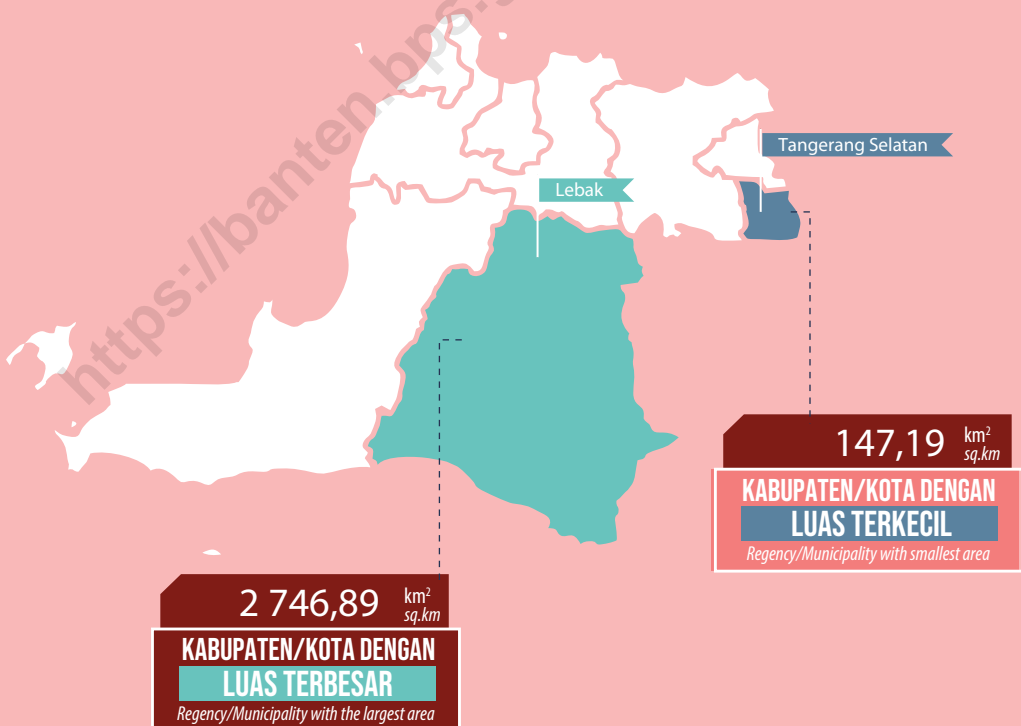 https://banten.bps.g
Tangerang Selatan
Lebak
147,19 km²
sq.km
KABUPATEN/KOTA DENGAN
LUAS TERKECIL
Regency/Municipality with smallest area
2 746,89 km²
sq.km
KABUPATEN/KOTA DENGAN
LUAS TERBESAR
Regency/Municipality with the largest area